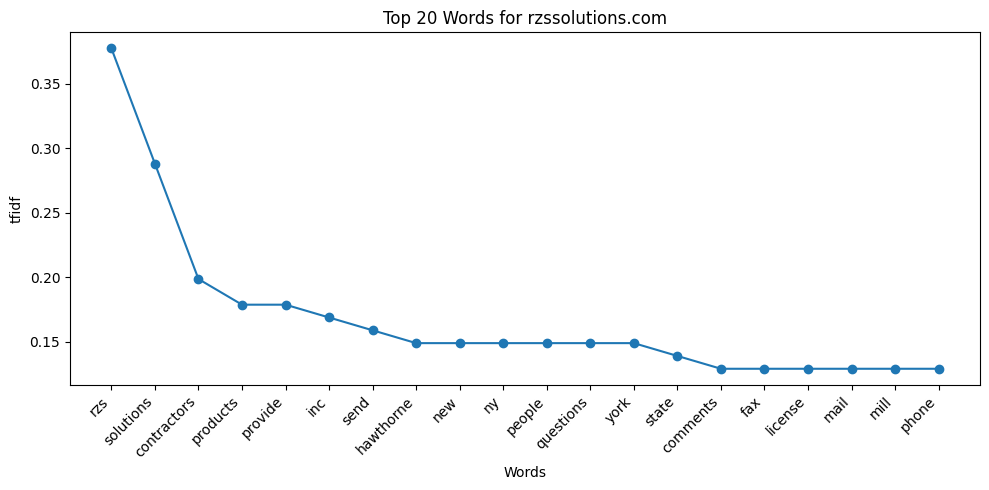 Top 20 Words for rzssolutions.com
tfidf
0.35
0.30
0.25
0.20
0.15
rzs
solutions
contractors
products
provide
inc
send
hawthorne
new
ny
people
questions
york
state
comments
fax
license
mail
mill
phone
Words